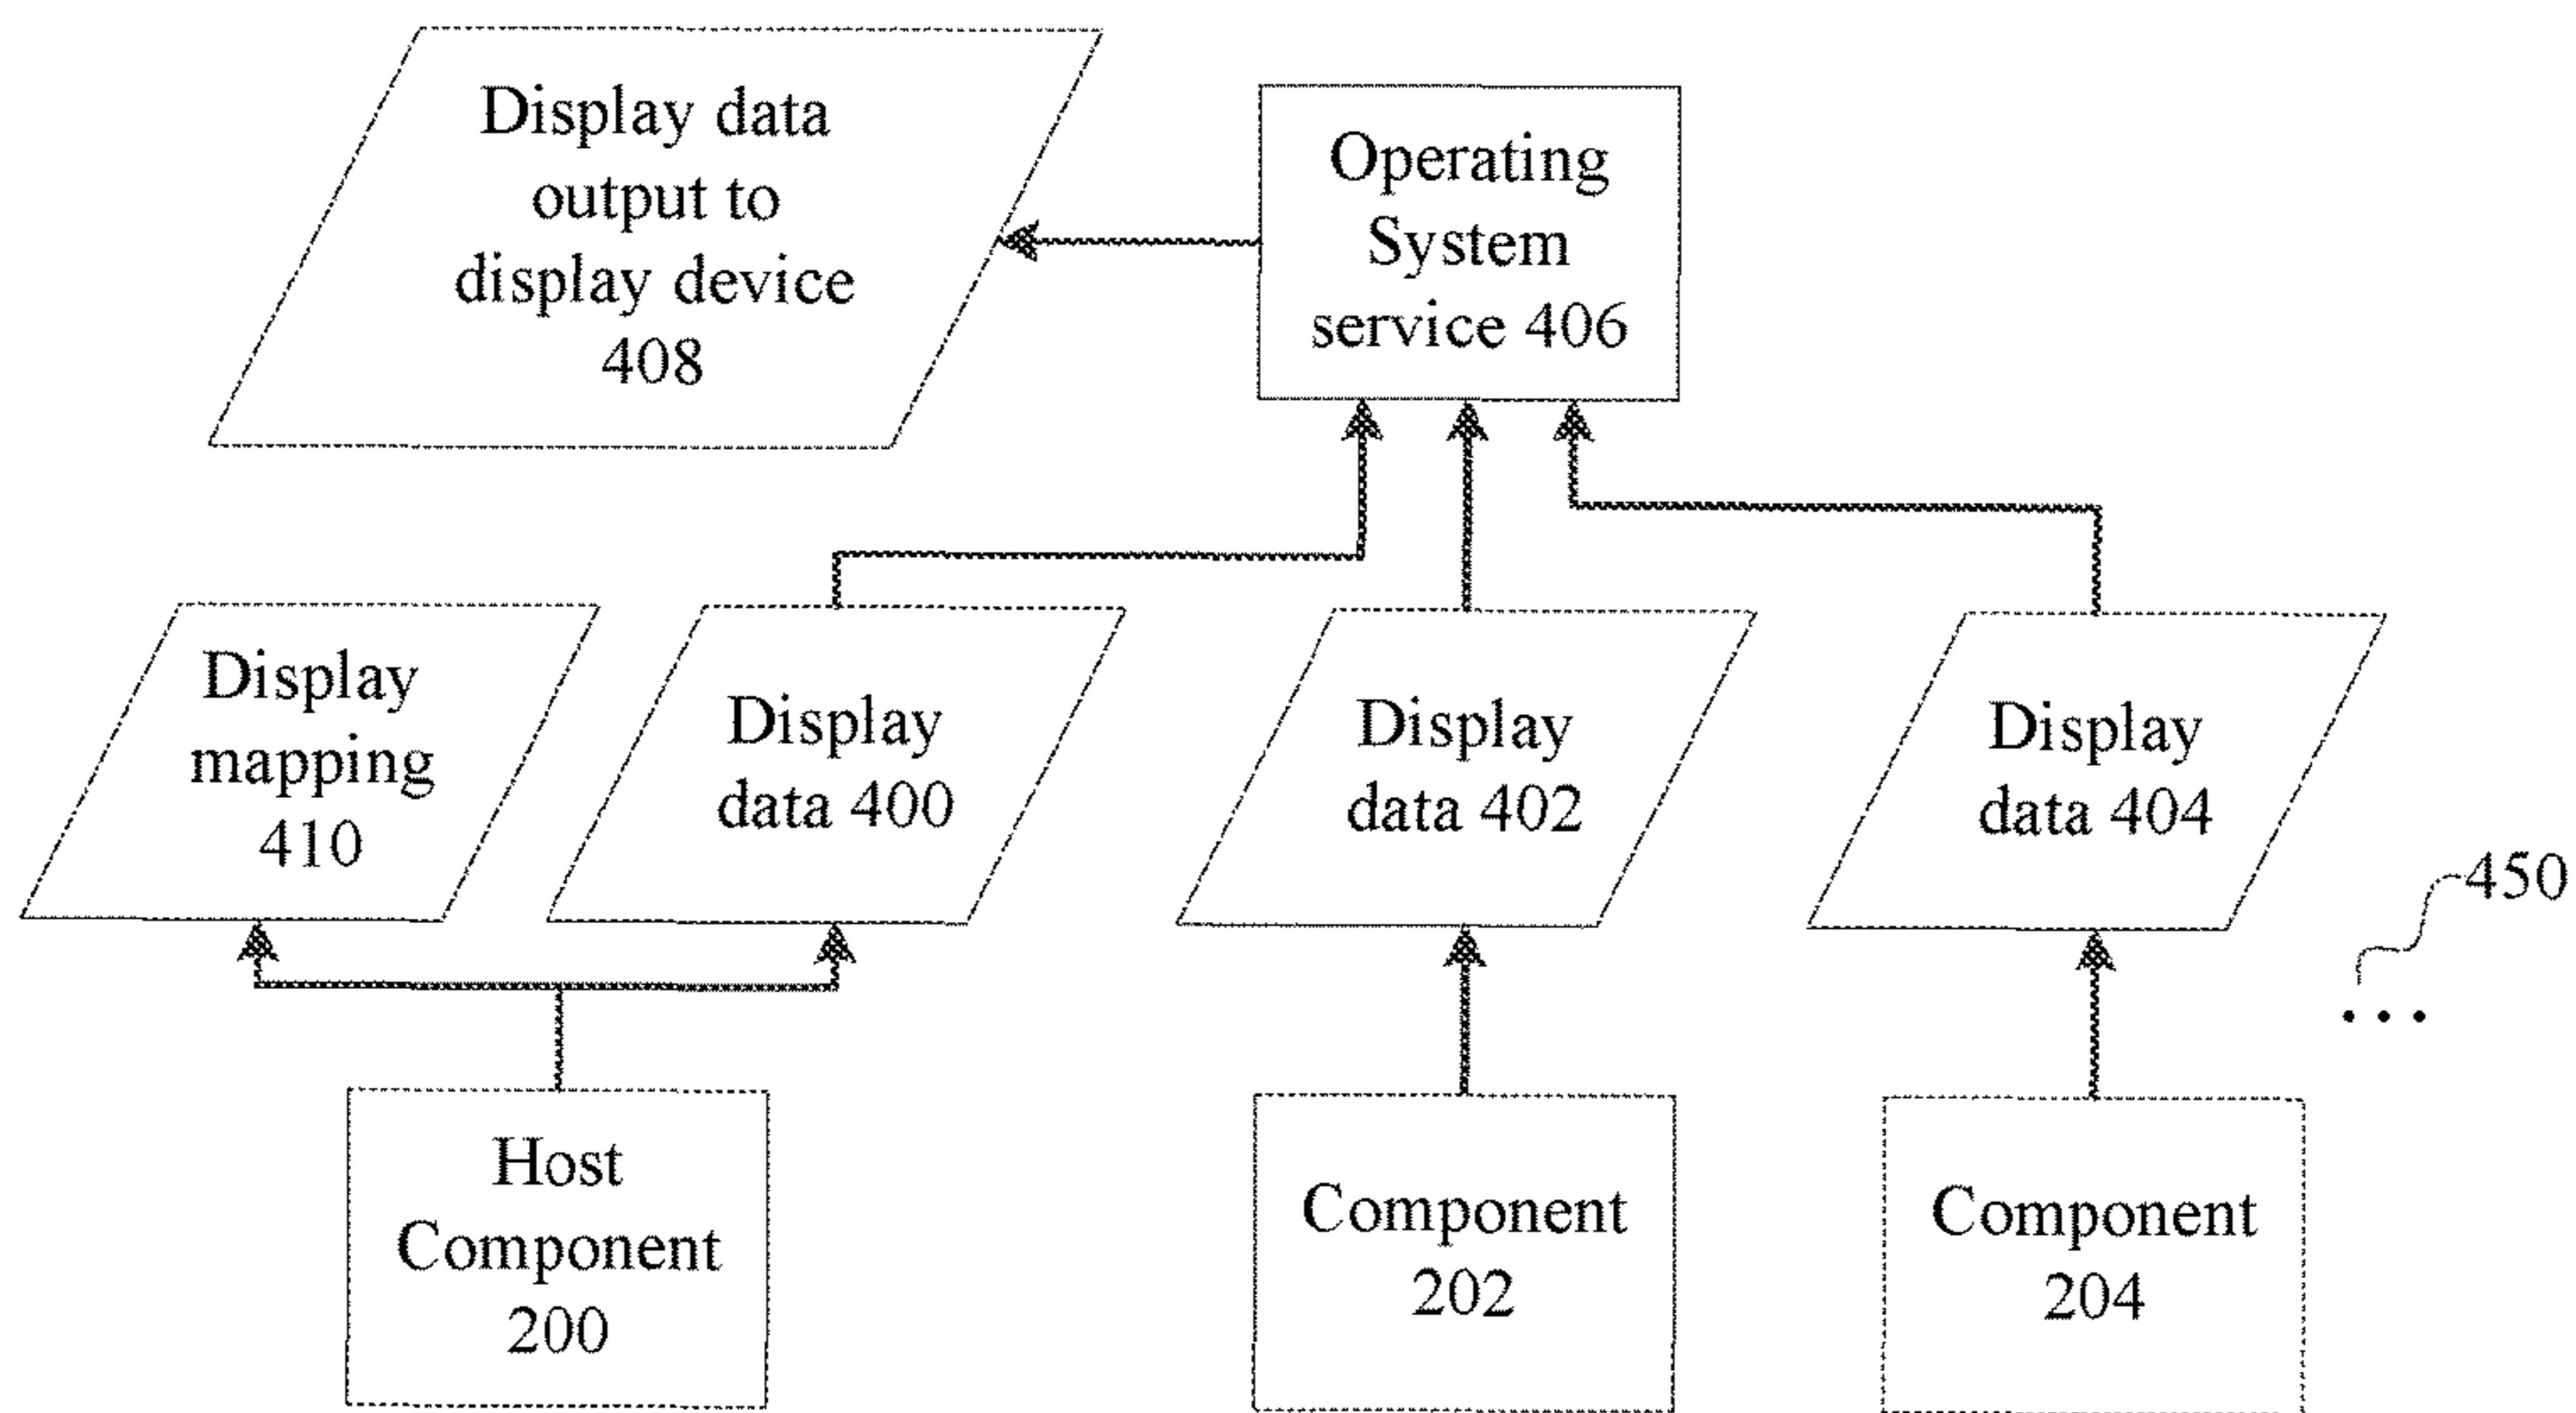 Display data
output to
display device
408
Operating
System
service 406
Display
mapping
410
Display
data 400
Display
data 402
Display
data 404
450
...
Host
Component
200
Component
202
Component
204